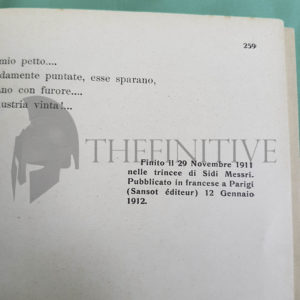 259
mio petto....
damente puntate, esse sparano,
no con furore....
ustria vinta!...
THEFINITIVE
Finito il 29 Novembre 1911
nelle trincee di Sidi Messri.
Pubblicato in francese a Parigi
(Sansot éditeur) 12 Gennaio
1912.